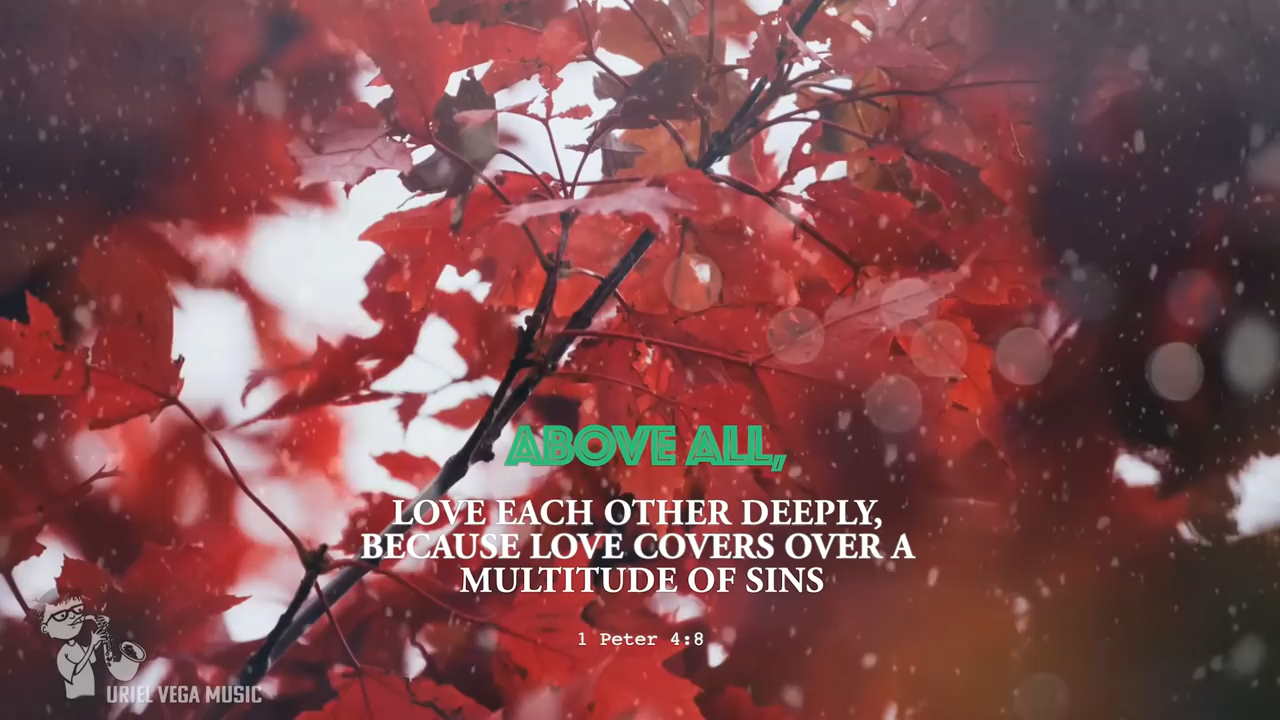 ABOVE ALL,
LOVE EACH OTHER DEEPLY,
BECAUSE LOVE COVERS OVER A
MULTITUDE OF SINS
1 Peter 4:8
URIEL VEGA MUSIC